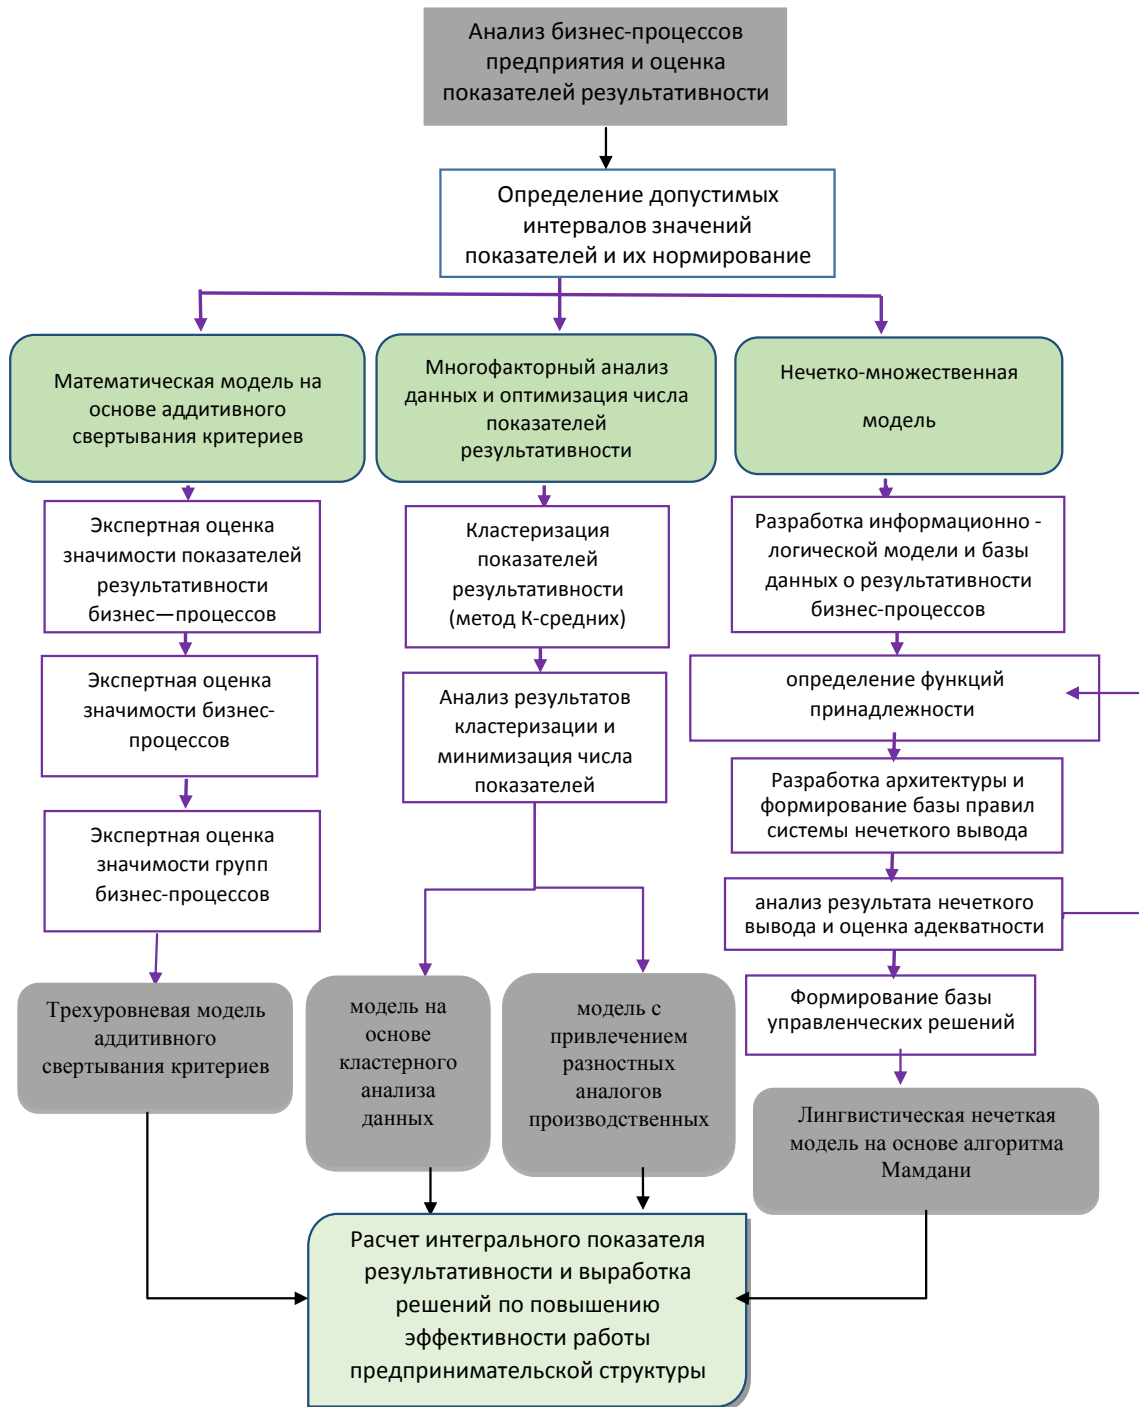 Анализ бизнес-процессов
предприятия и оценка
показателей результативности
Определение допустимых
интервалов значений
показателей и их нормирование
Математическая модель на
основе аддитивного
свертывания критериев
Многофакторный анализ
данных и оптимизация числа
показателей
результативности
Нечетко-множественная
модель
Экспертная оценка
значимости показателей
результативности
бизнес—процессов
Экспертная оценка
значимости бизнес-
процессов
Экспертная оценка
значимости групп
бизнес-процессов
Трехуровневая модель
аддитивного
свертывания критериев
Кластеризация
показателей
результативности
(метод К-средних)
Анализ результатов
кластеризации и
минимизация числа
показателей
модель на
основе
кластерного
анализа
данных
модель с
привлечением
разностных
аналогов
производственных
Разработка информационно -
логической модели и базы
данных о результативности
бизнес-процессов
определение функций
принадлежности
Разработка архитектуры и
формирование базы правил
системы нечеткого вывода
анализ результата нечеткого
вывода и оценка адекватности
Формирование базы
управленческих решений
Лингвистическая нечеткая
модель на основе алгоритма
Мамдани
Расчет интегрального показателя
результативности и выработка
решений по повышению
эффективности работы
предпринимательской структуры